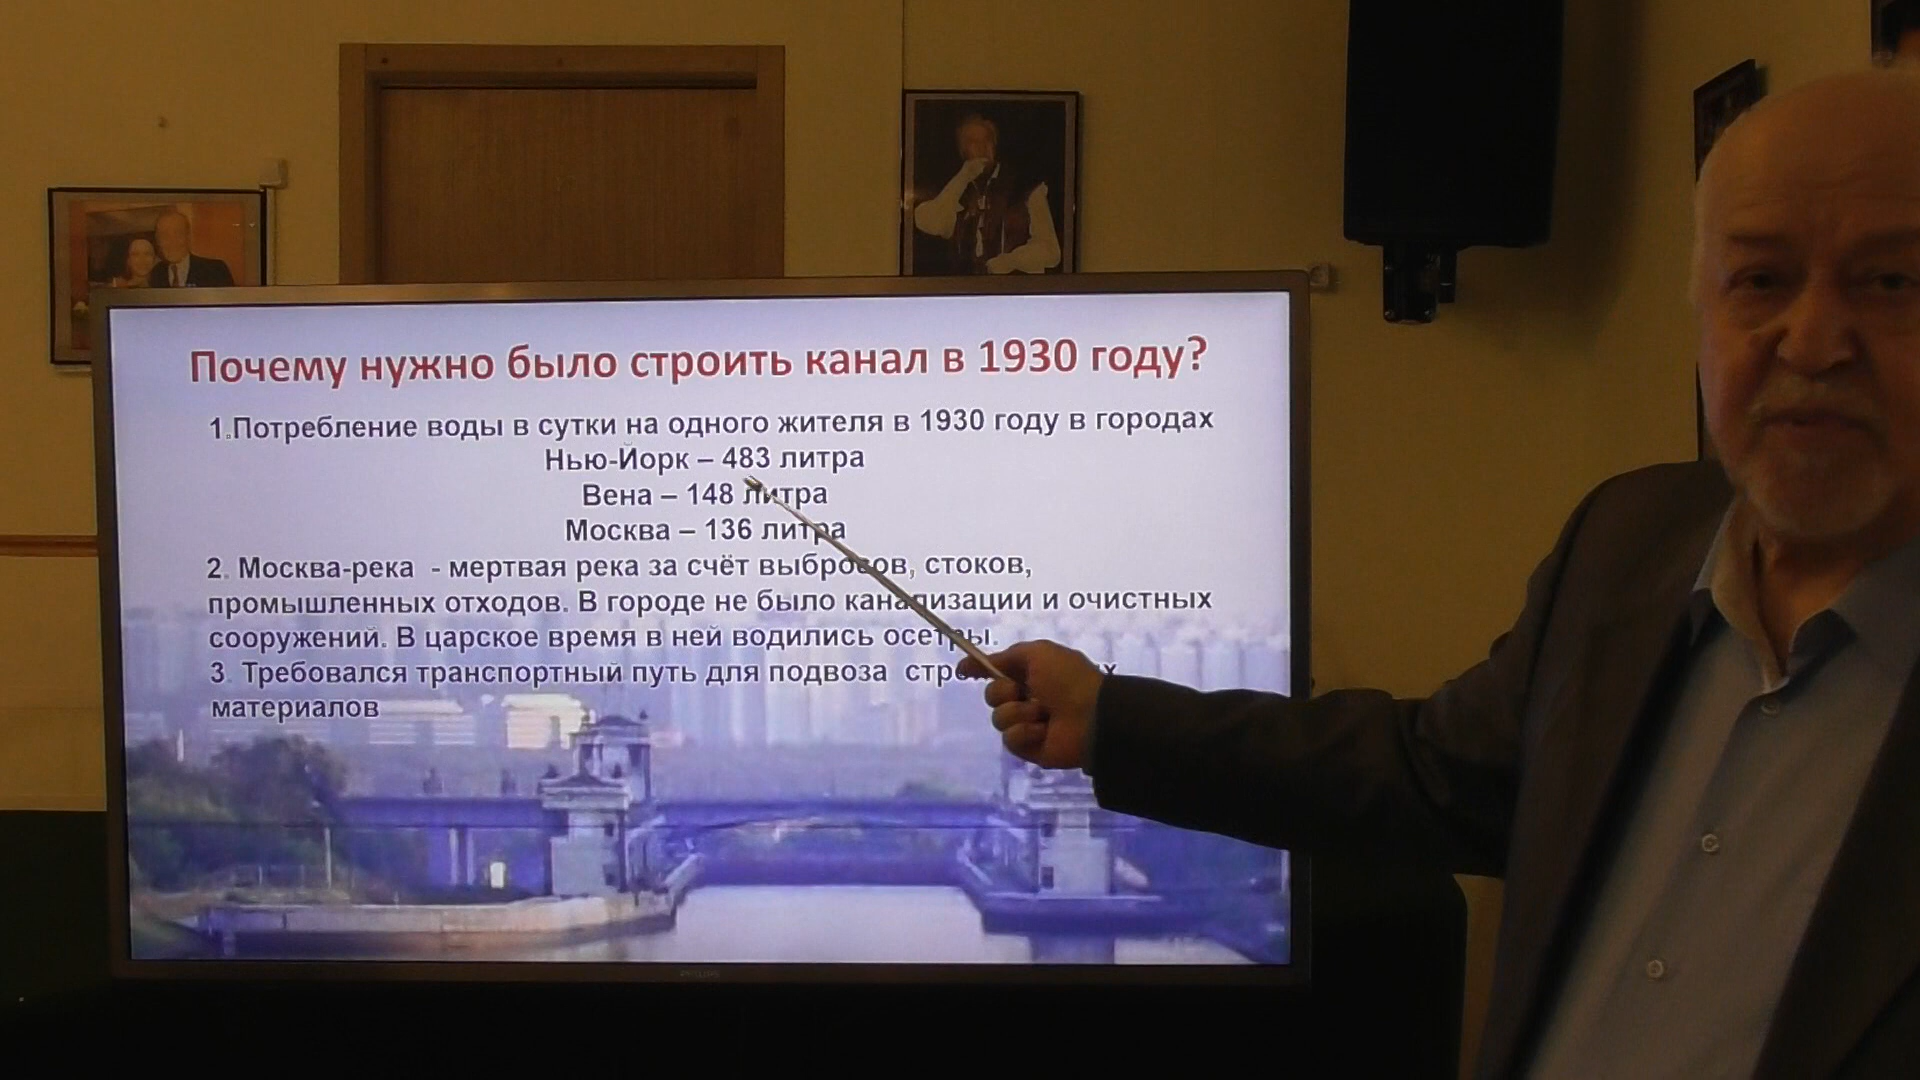 Почему нужно было строить канал в 1930 году?
1.Потребление воды в сутки на одного жителя в 1930 году в городах
Нью-Йорк – 483 литра
Вена – 148 литра
Москва – 136 литра
2. Москва-река - мертвая река за счёт выбросов, стоков,
промышленных отходов. В городе не было канализации и очистных
сооружений. В царское время в ней водились осетры.
3. Требовался транспортный путь для подвоза
материалов
PHILIPS